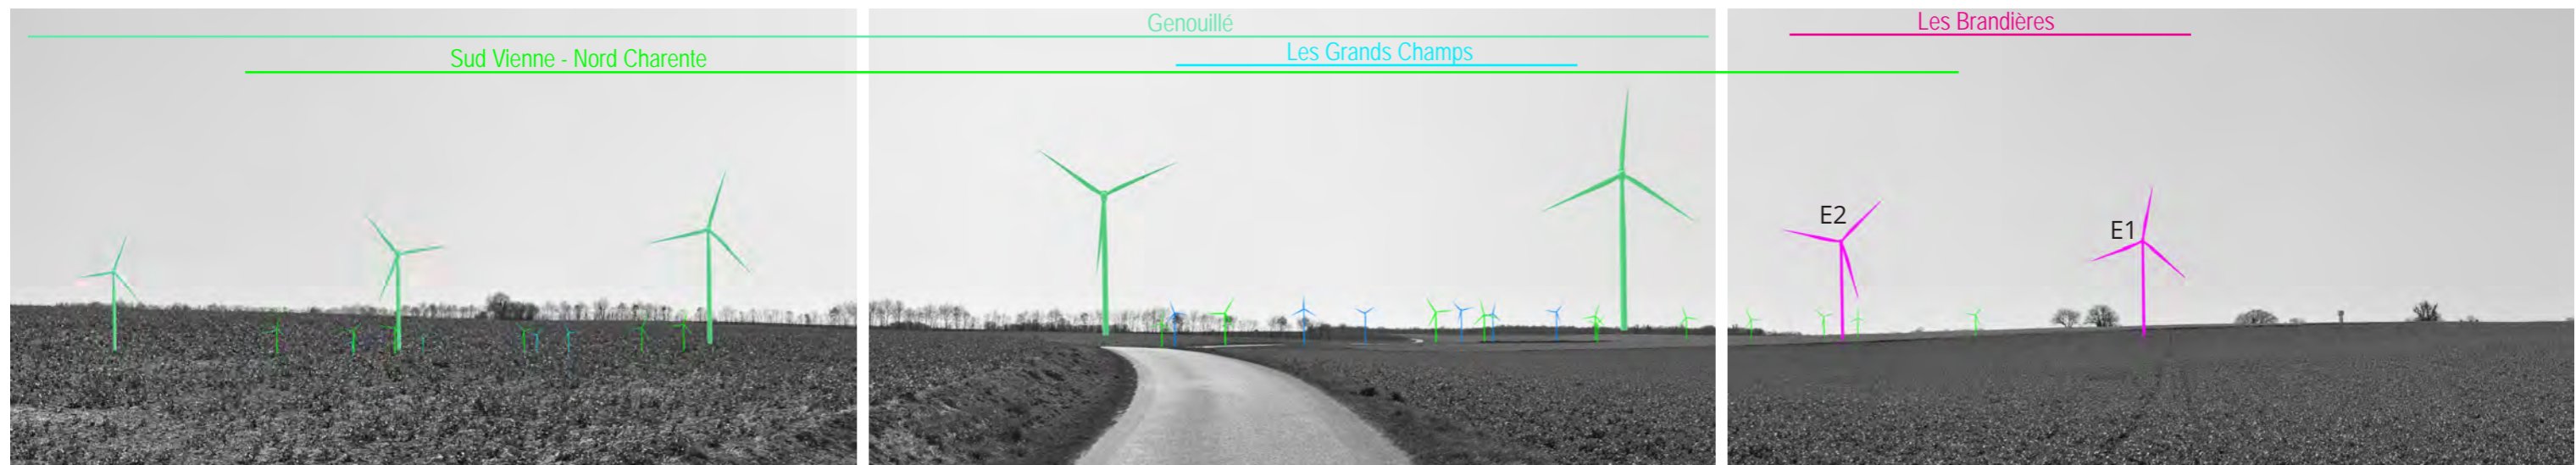 Genouillé
Les Brandières
Sud Vienne - Nord Charente
Les Grands Champs
E2
E1